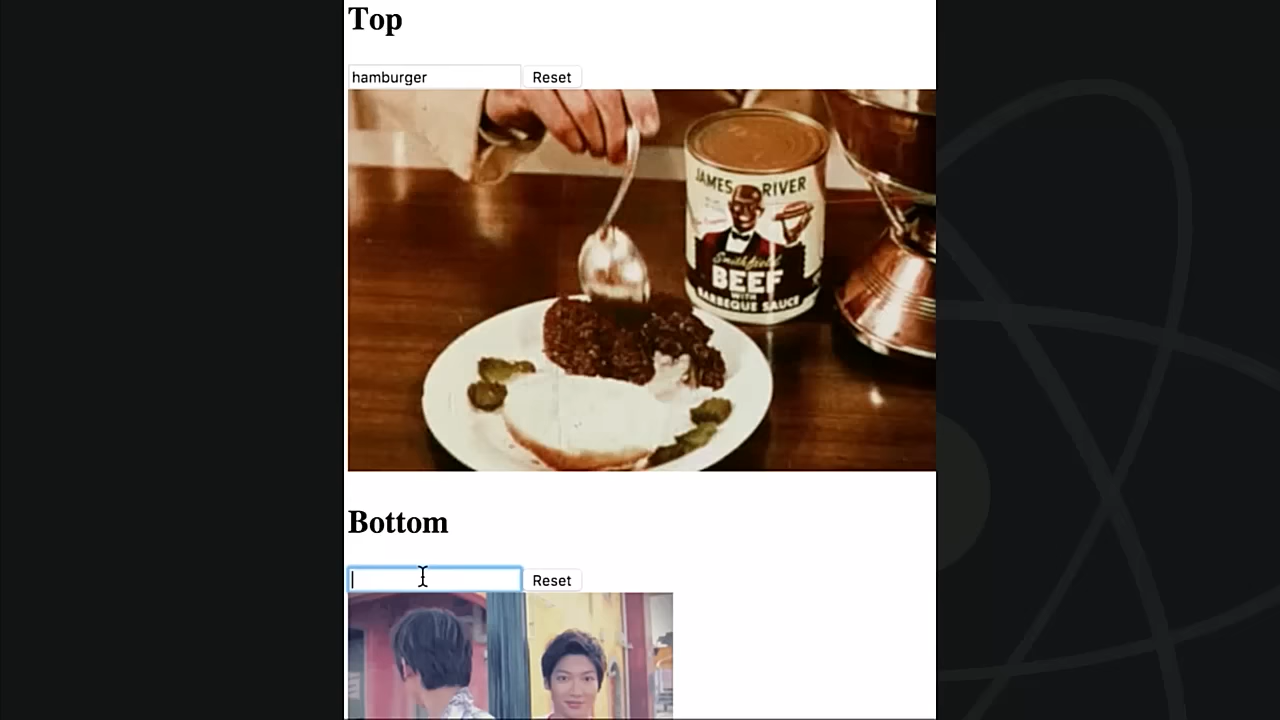 Top
hamburger Reset
JAMES RIVER
Smithfield
BEEF
WITH
BARBEQUE SAUCE
Bottom
Reset